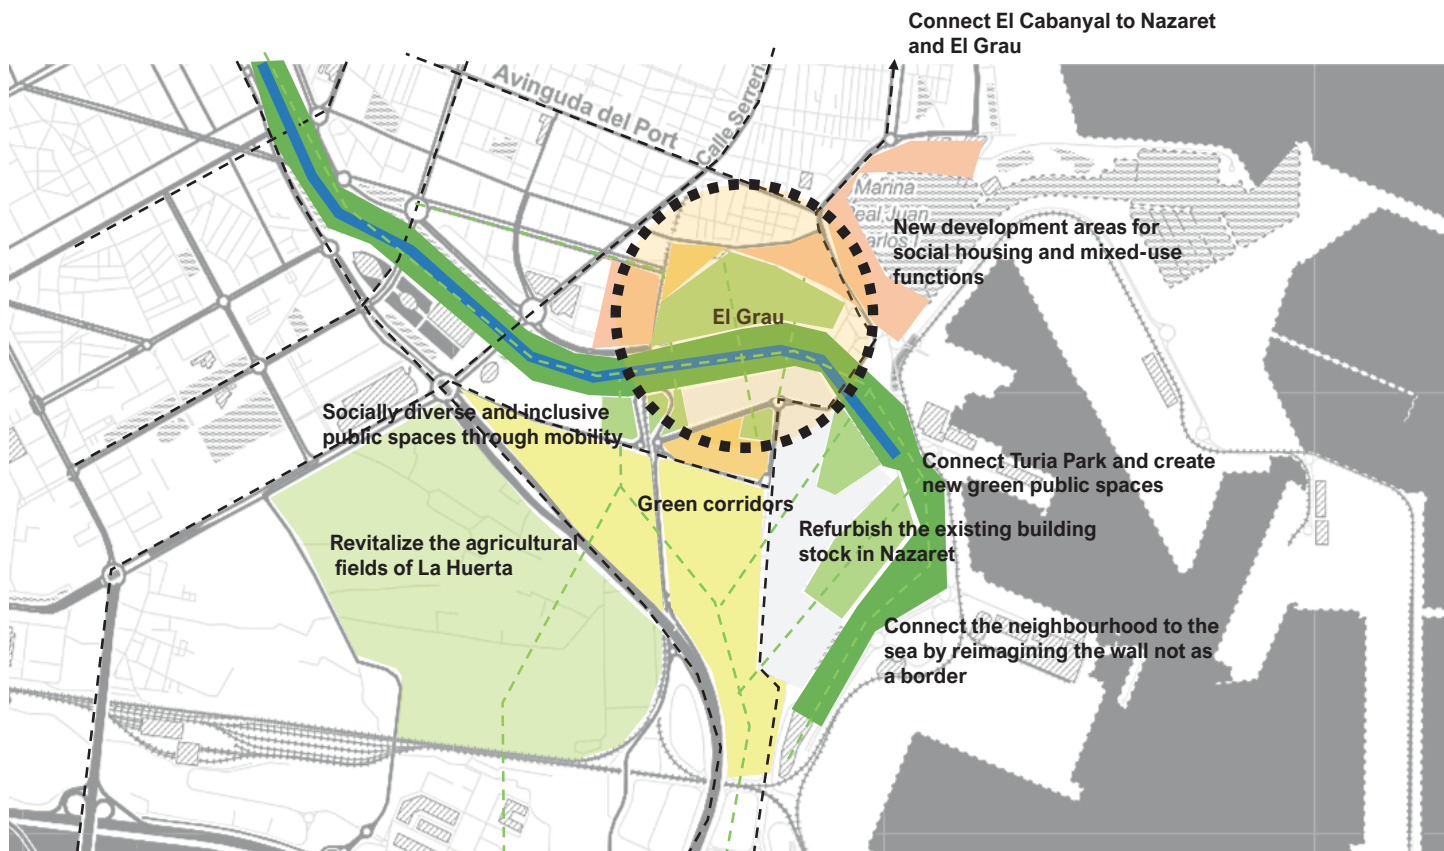 Connect El Cabanyal to Nazaret
and El Grau
Avinguda del Port
Calle Serrer
Marina
eal Juan
arlos I
New development areas for
social housing and mixed-use
functions
El Grau
Socially diverse and inclusive
public spaces through mobility
Connect Turia Park and create
new green public spaces
Green corridors
Refurbish the existing building
stock in Nazaret
Revitalize the agricultural
fields of La Huerta
Connect the neighbourhood to the
sea by reimagining the wall not as
a border